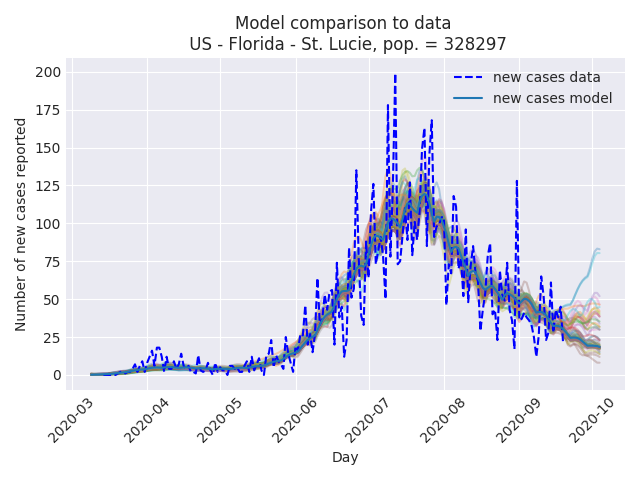 Model comparison to data
US - Florida - St. Lucie, pop. = 328297
new cases data
new cases model
Number of new cases reported
200
175
150
125
100
75
50
25
0
2020-03
2020-04
2020-05
2020-06
2020-07
2020-08
2020-09
2020-10
Day